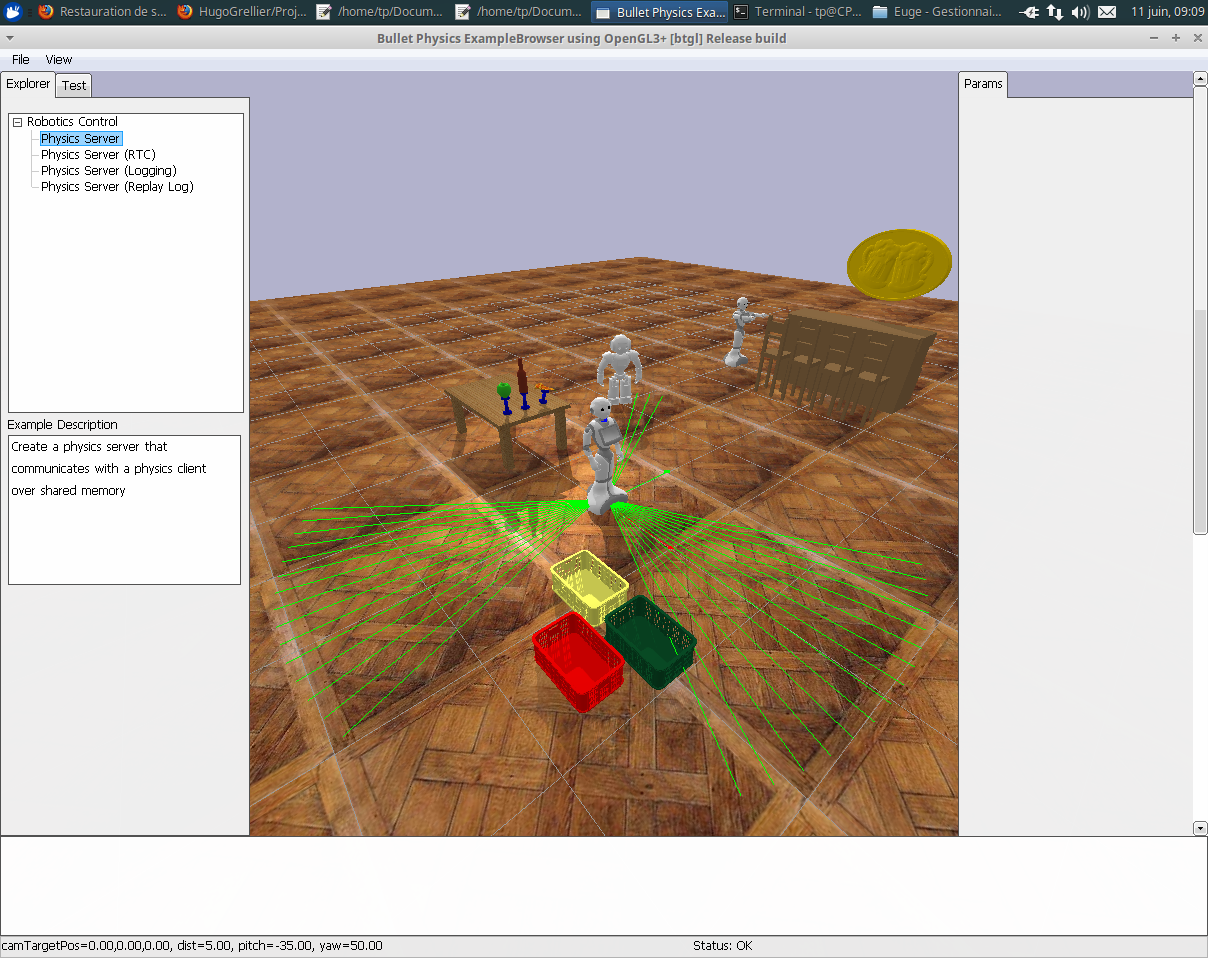 Restauration de s...
HugoGrellier/Proj...
/home/tp/Docum...
/home/tp/Docum...
Bullet Physics Exa...
Terminal - tp@CP...
Euge - Gestionnai...
11 juin, 09:09
Bullet Physics ExampleBrowser using OpenGL3+ [btgl] Release build
File View
Explorer Test
Params
Robotics Control
Physics Server
Physics Server (RTC)
Physics Server (Logging)
Physics Server (Replay Log)
Example Description
Create a physics server that
communicates with a physics client
over shared memory
camTargetPos=0.00,0.00,0.00, dist=5.00, pitch=-35.00, yaw=50.00
Status: OK